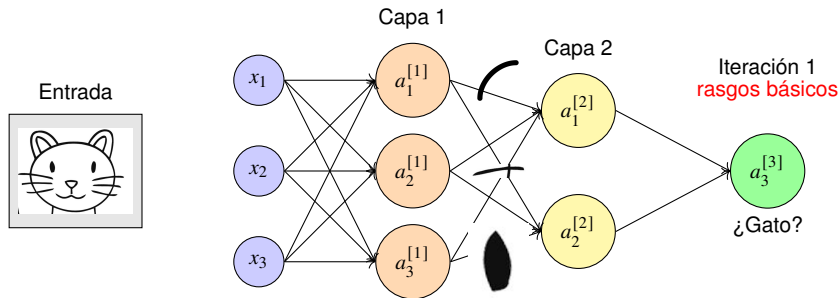 Entrada
x₁
x₂
x₃
Capa 1
a₁^[1]
a₂^[1]
a₃^[1]
Capa 2
a₁^[2]
a₂^[2]
Iteración 1
rasgos básicos
a₃^[3]
¿Gato?